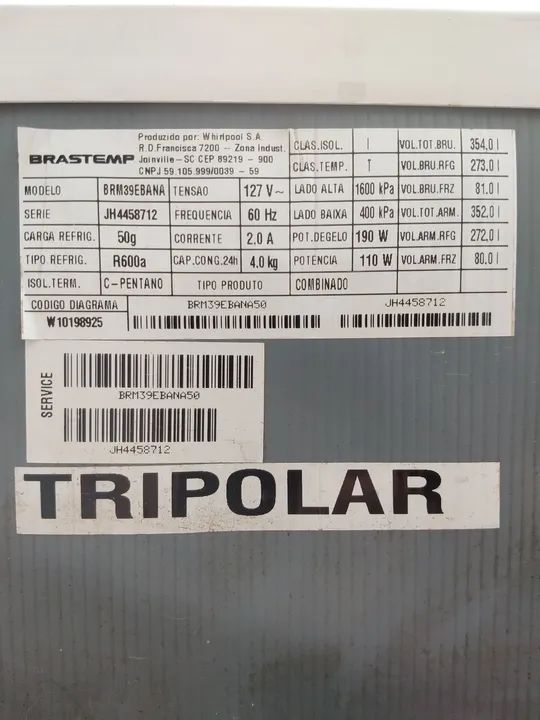 BRASTEMP
Produzido por: Whirlpool S.A
R.D.Francisca 7200 - Zona Indust.
Joinville - SC CEP 89219 - 900
CNPJ 59.105.999/0039 - 59
CLAS.ISOL. I VOL.TOT.BRU. 354,0 l
CLAS.TEMP. T VOL.BRU.RFG 273,0 l
MODELO BRM39EBANA TENSAO 127 V~ LADO ALTA 1600 kPa VOL.BRU.FRZ 81,0 l
SERIE JH4458712 FREQUENCIA 60 Hz LADO BAIXA 400 kPa VOL.TOT.ARM. 352,0 l
CARGA REFRIG. 50g CORRENTE 2.0 A POT.DEGELO 190 W VOL.ARM.RFG 272,0 l
TIPO REFRIG. R600a CAP.CONG.24h 4.0 kg POTENCIA 110 W VOL.ARM.FRZ 80,0 l
ISOL.TERM. C-PENTANO TIPO PRODUTO COMBINADO
CODIGO DIAGRAMA BRM39EBANA50 JH4458712
W10198925
SERVICE
BRM39EBANA50
JH4458712
TRIPOLAR